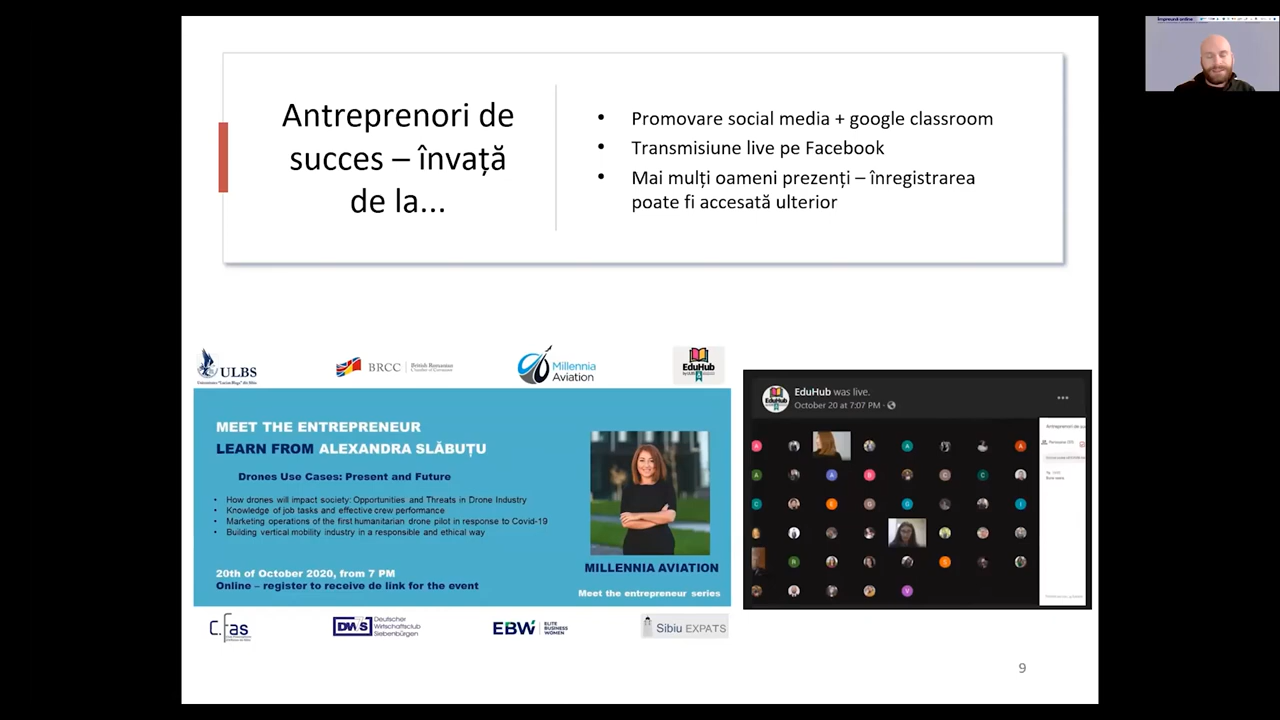 Antreprenori de
succes – învață
de la...
• Promovare social media + google classroom
• Transmisiune live pe Facebook
• Mai mulți oameni prezenți – înregistrarea
poate fi accesată ulterior
ULBS
BRCC
British Romanian
Chamber of Commerce
Millennia
Aviation
EduHub
MEET THE ENTREPRENEUR
LEARN FROM ALEXANDRA SLĂBUȚU
Drones Use Cases: Present and Future
• How drones will impact society: Opportunities and Threats in Drone Industry
• Knowledge of job tasks and effective crew performance
• Marketing operations of the first humanitarian drone pilot in response to Covid-19
• Building vertical mobility industry in a responsible and ethical way
20th of October 2020, from 7 PM
Online – register to receive de link for the event
MILLENNIA AVIATION
Meet the entrepreneur series
EduHub was live.
October 20 at 7:07 PM
C.fas
DWS
Deutscher
Wirtschaftsclub
Siebenbürgen
EBW
ELITE
BUSINESS
WOMEN
Sibiu EXPATS
9